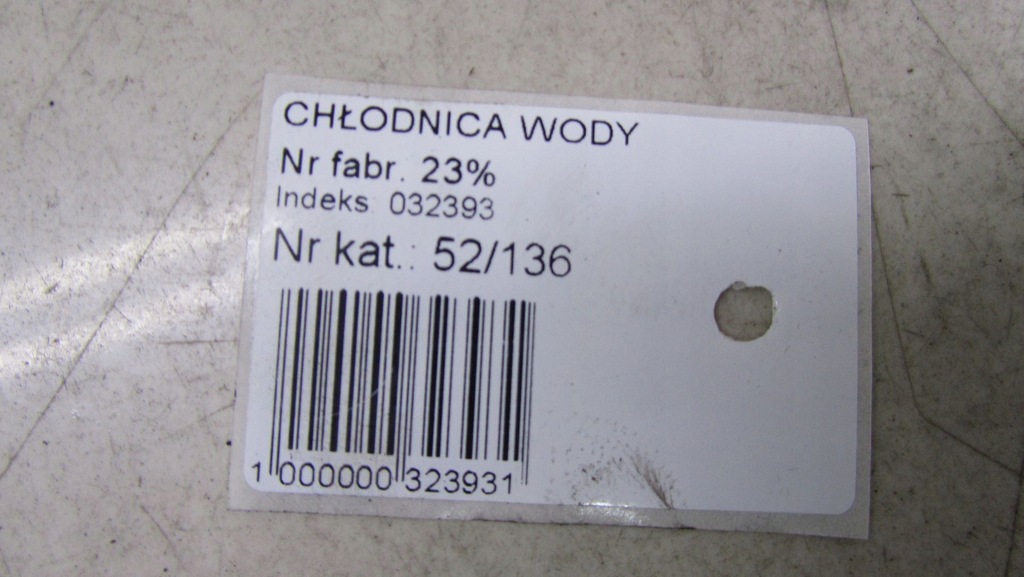 CHŁODNICA WODY
Nr fabr. 23%
Indeks 032393
Nr kat.: 52/136
1 000000 323931